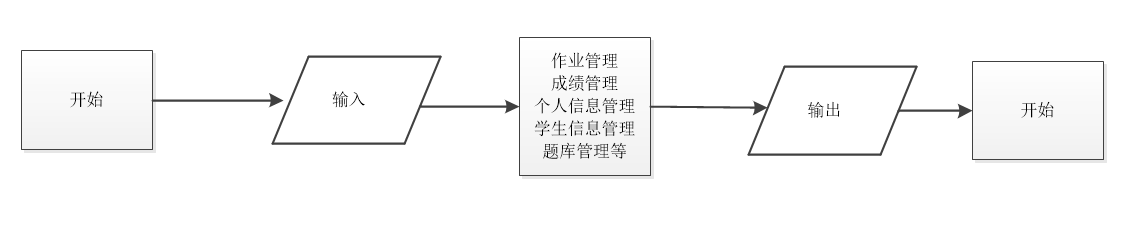 开始
输入
作业管理
成绩管理
个人信息管理
学生信息管理
题库管理等
输出
开始